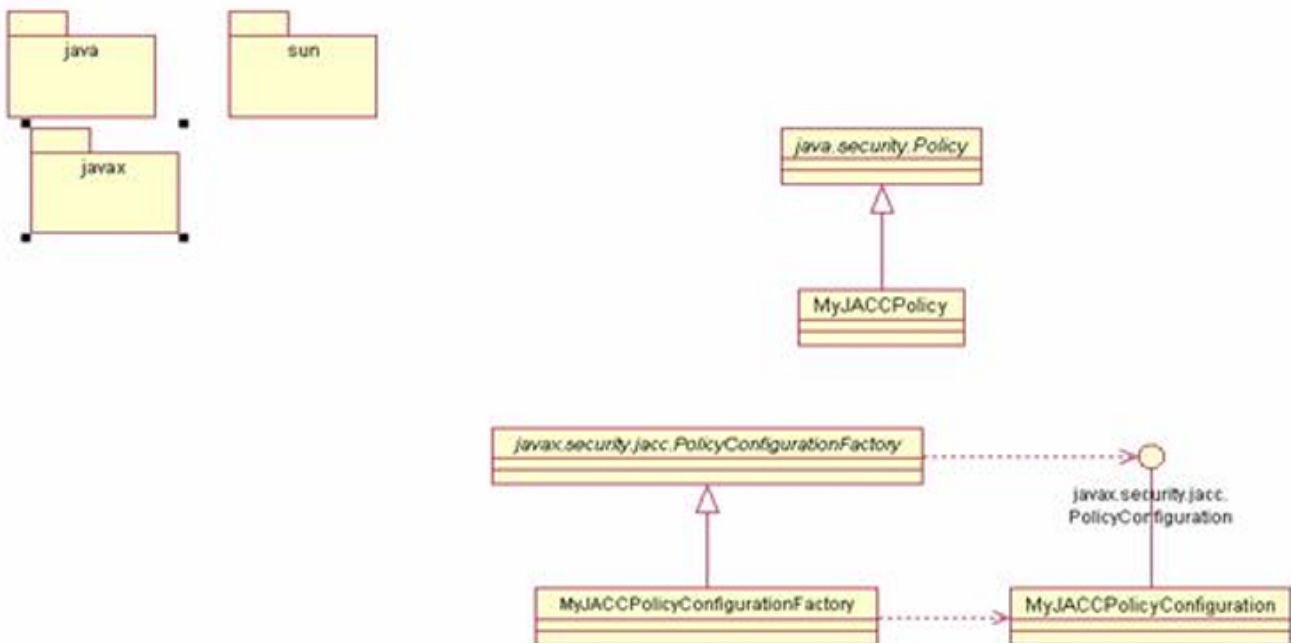 java
sun
javax
java.security.Policy
MyJACCPolicy
javax.security.jacc.PolicyConfigurationFactory
javax.security.jacc.
PolicyConfiguration
MyJACCPolicyConfigurationFactory
MyJACCPolicyConfiguration